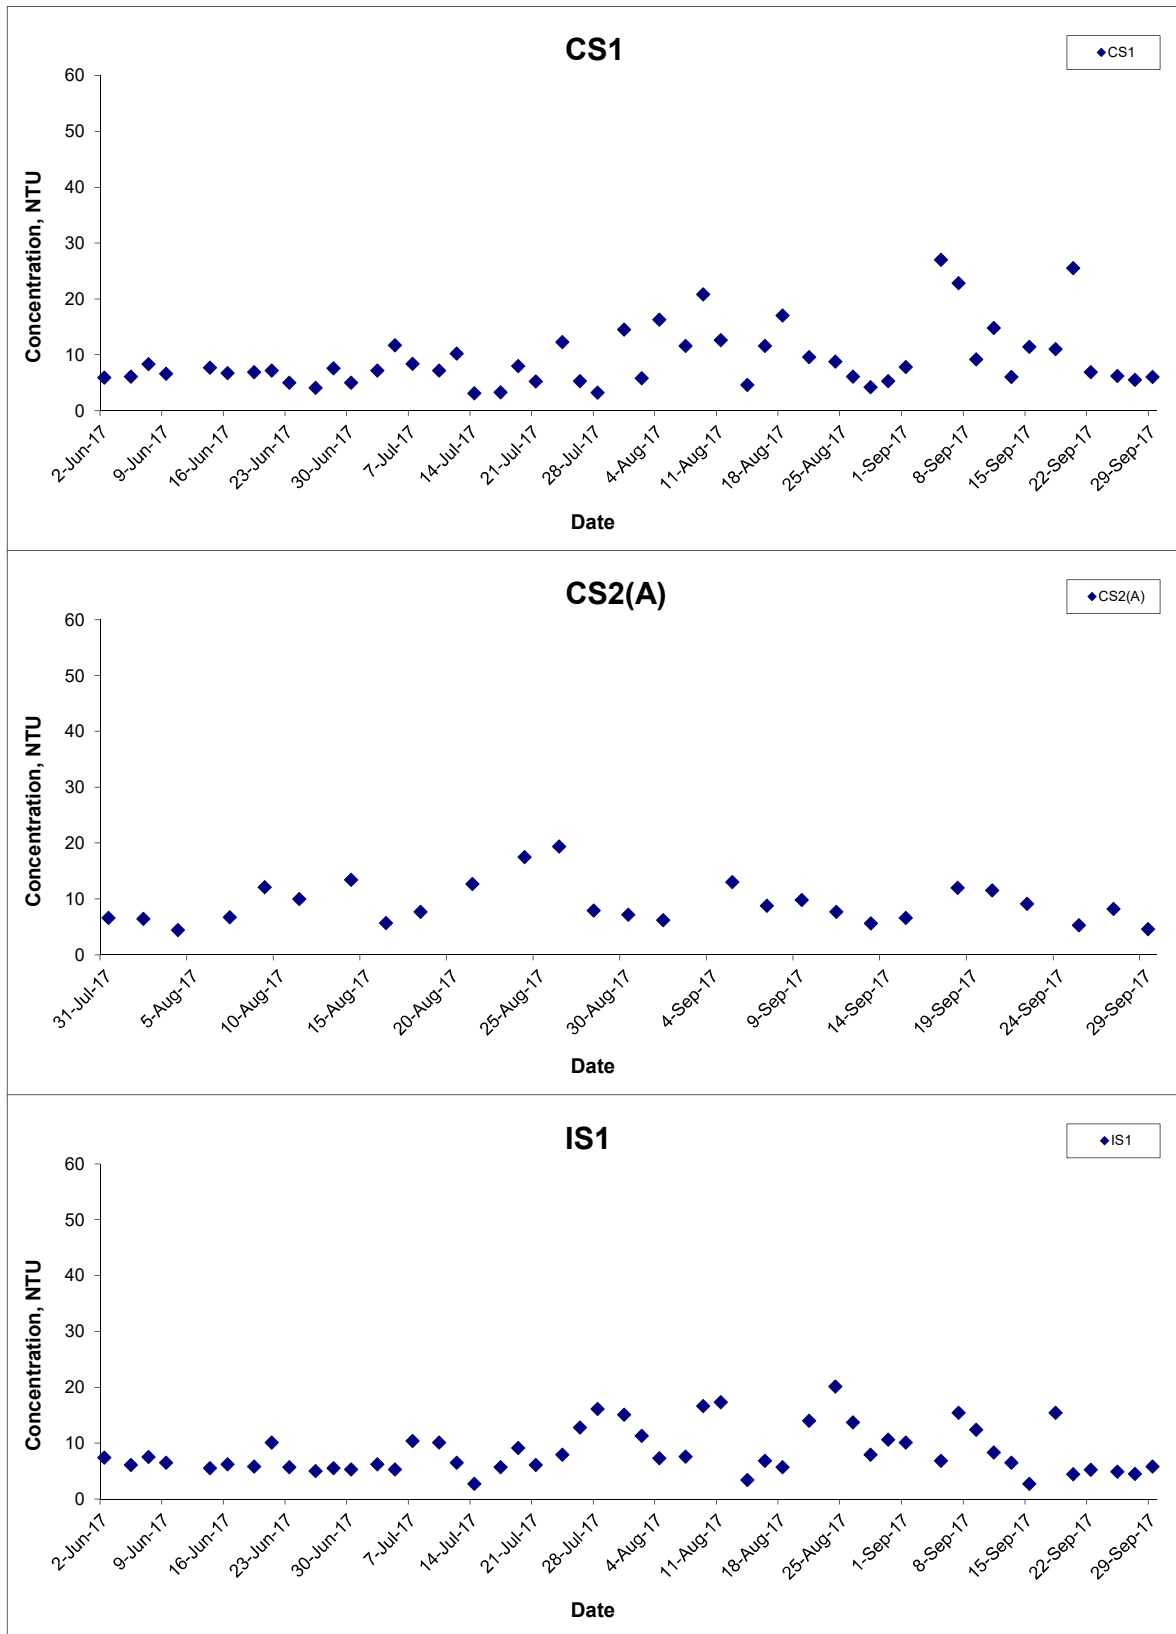 CS1
CS1
60
50
40
30
20
10
0
Concentration, NTU
2-Jun-17
9-Jun-17
16-Jun-17
23-Jun-17
30-Jun-17
7-Jul-17
14-Jul-17
21-Jul-17
28-Jul-17
4-Aug-17
11-Aug-17
18-Aug-17
25-Aug-17
1-Sep-17
8-Sep-17
15-Sep-17
22-Sep-17
29-Sep-17
Date
CS2(A)
CS2(A)
60
50
40
30
20
10
0
Concentration, NTU
31-Jul-17
5-Aug-17
10-Aug-17
15-Aug-17
20-Aug-17
25-Aug-17
30-Aug-17
4-Sep-17
9-Sep-17
14-Sep-17
19-Sep-17
24-Sep-17
29-Sep-17
Date
IS1
IS1
60
50
40
30
20
10
0
Concentration, NTU
2-Jun-17
9-Jun-17
16-Jun-17
23-Jun-17
30-Jun-17
7-Jul-17
14-Jul-17
21-Jul-17
28-Jul-17
4-Aug-17
11-Aug-17
18-Aug-17
25-Aug-17
1-Sep-17
8-Sep-17
15-Sep-17
22-Sep-17
29-Sep-17
Date